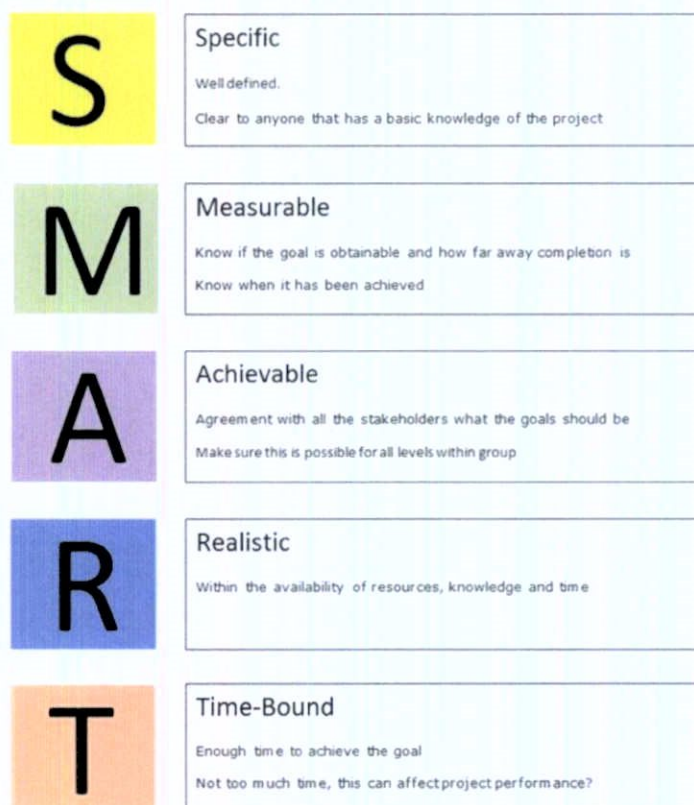 S
Specific
Well defined.
Clear to anyone that has a basic knowledge of the project
M
Measurable
Know if the goal is obtainable and how far away completion is
Know when it has been achieved
A
Achievable
Agreement with all the stakeholders what the goals should be
Make sure this is possible for all levels within group
R
Realistic
Within the availability of resources, knowledge and time
T
Time-Bound
Enough time to achieve the goal
Not too much time, this can affect project performance?